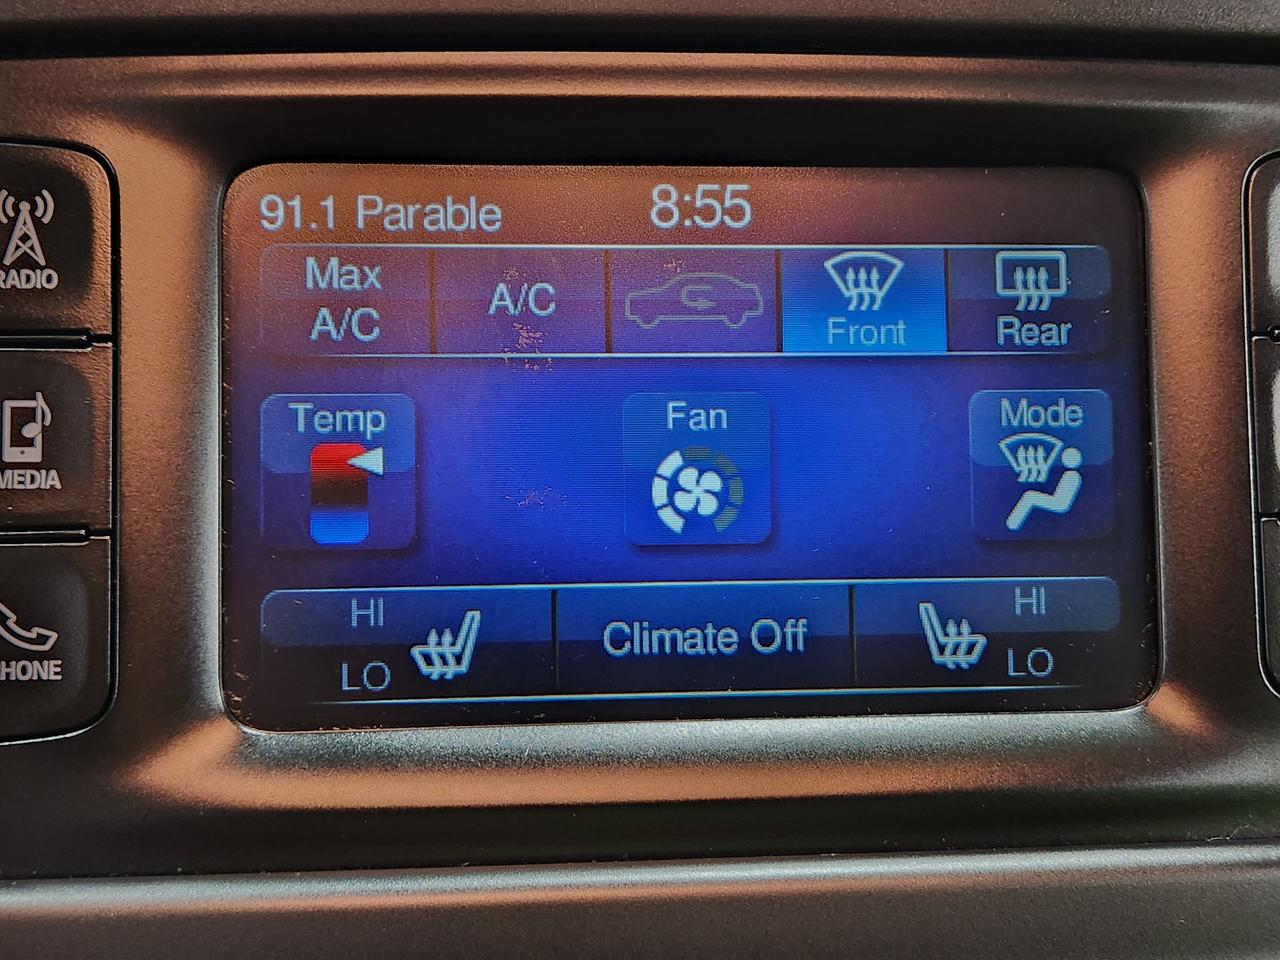 91.1 Parable 8:55
Max
A/C
A/C
Front
Rear
RADIO
MEDIA
PHONE
Temp
Fan
Mode
HI
LO
Climate Off
HI
LO